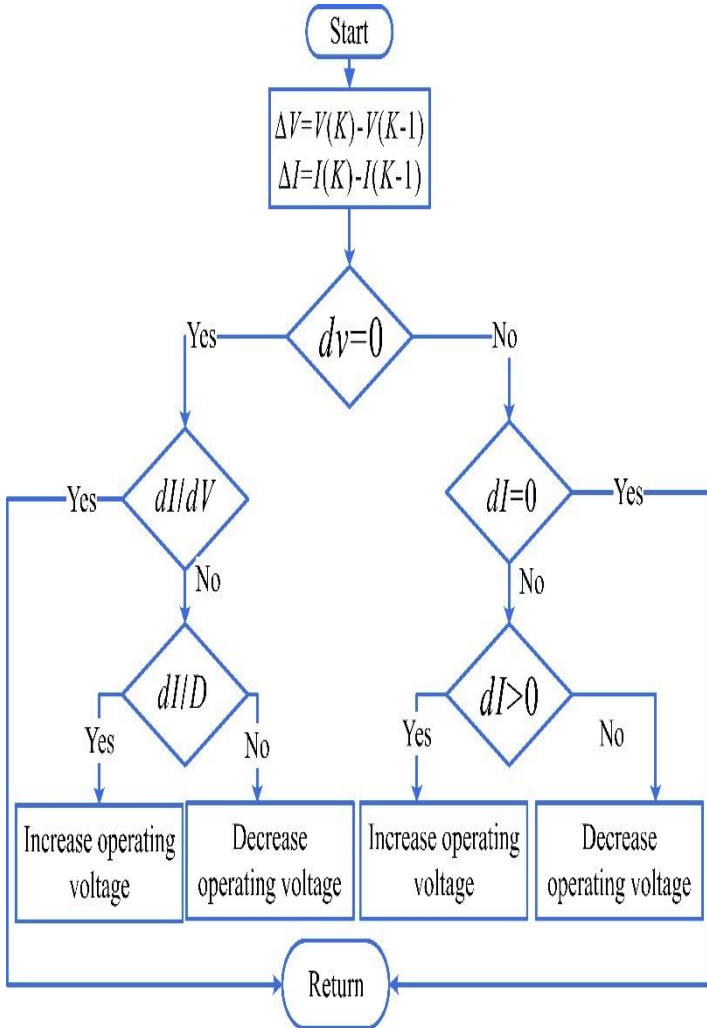 Start
ΔV=V(K)-V(K-1)
ΔI=I(K)-I(K-1)
dv=0
Yes
No
dI/dV
Yes
No
dI=0
Yes
No
dI/D
Yes
No
dI>0
Yes
No
Increase operating
voltage
Decrease
operating voltage
Increase operating
voltage
Decrease
operating voltage
Return